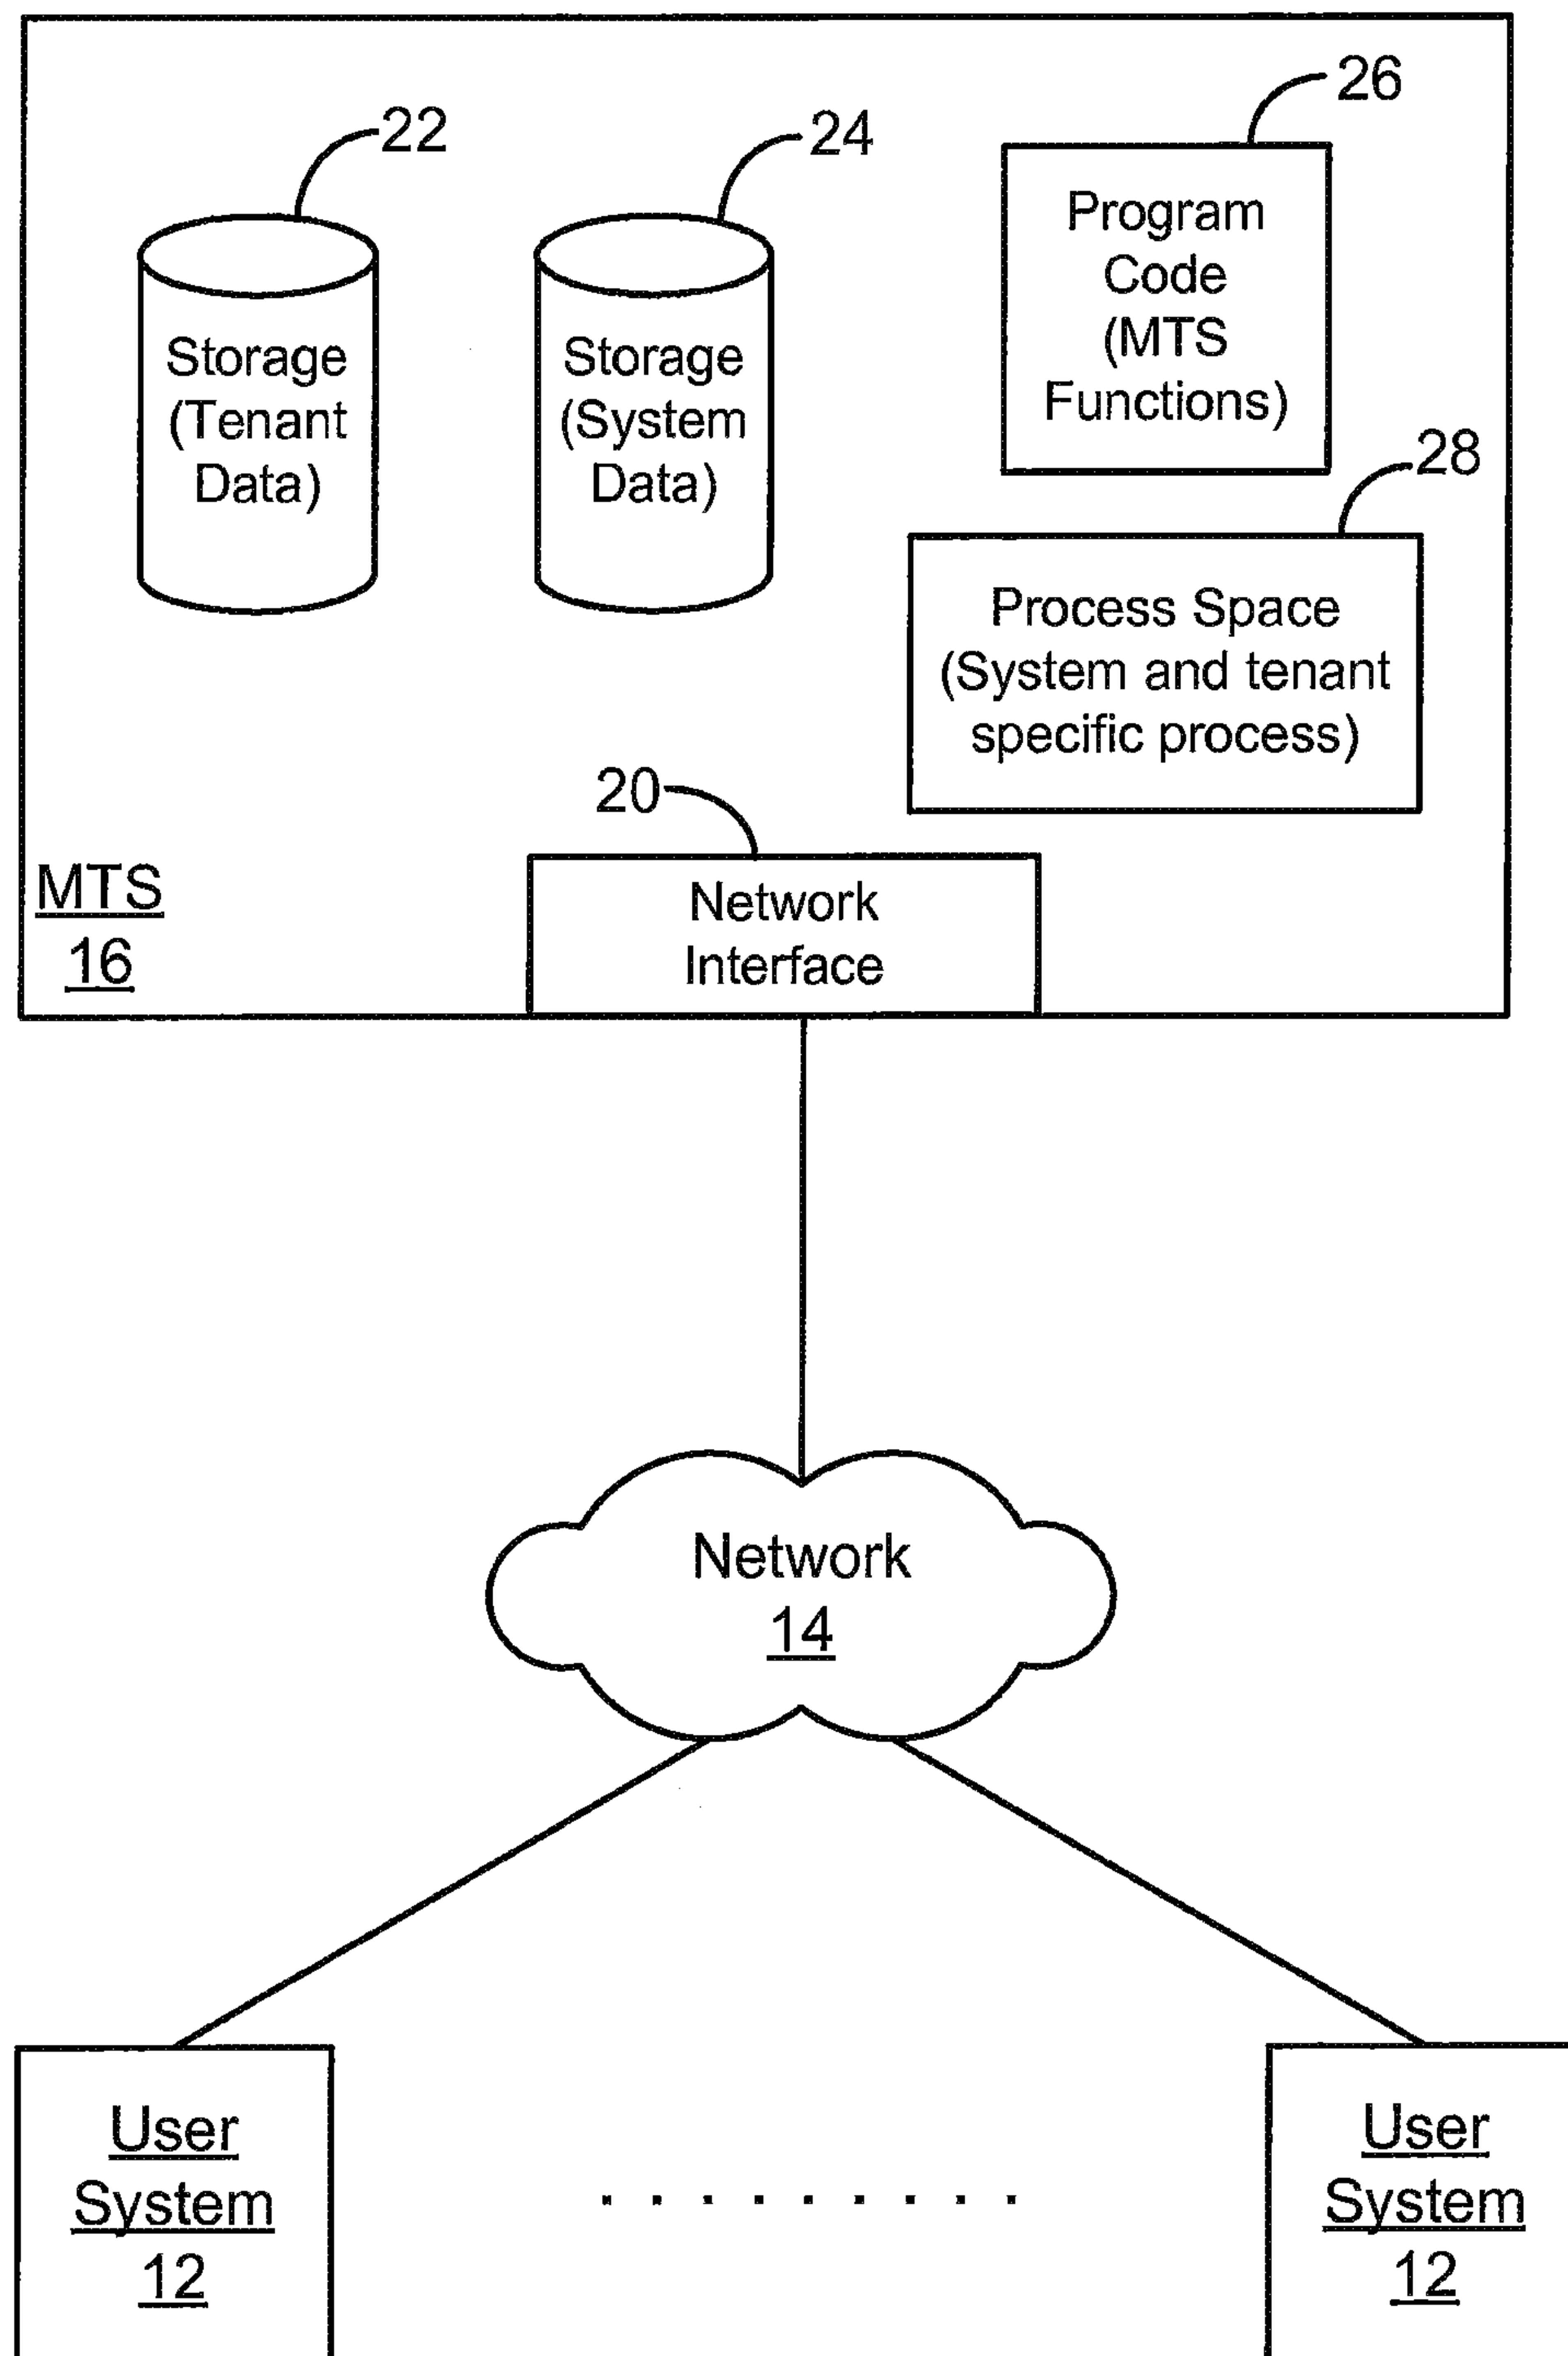 26
22
24
Program
Code
(MTS
Functions)
Storage
(Tenant
Data)
Storage
(System
Data)
28
Process Space
(System and tenant
specific process)
20
MTS
16
Network
Interface
Network
14
User
System
12
User
System
12